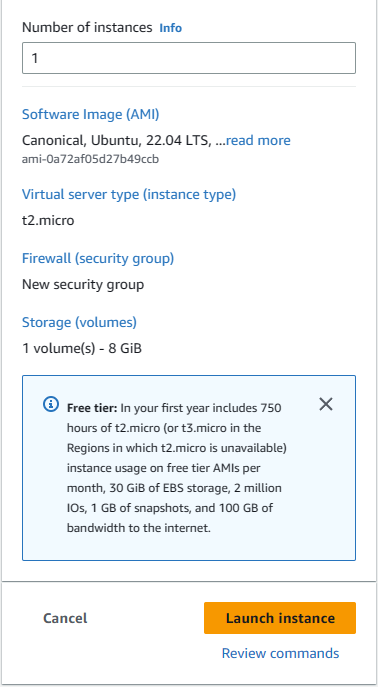 Number of instances Info
1
Software Image (AMI)
Canonical, Ubuntu, 22.04 LTS, ...read more
ami-0a72af05d27b49ccb
Virtual server type (instance type)
t2.micro
Firewall (security group)
New security group
Storage (volumes)
1 volume(s) - 8 GiB
Free tier: In your first year includes 750
hours of t2.micro (or t3.micro in the
Regions in which t2.micro is unavailable)
instance usage on free tier AMIs per
month, 30 GiB of EBS storage, 2 million
IOs, 1 GB of snapshots, and 100 GB of
bandwidth to the internet.
Cancel
Launch instance
Review commands